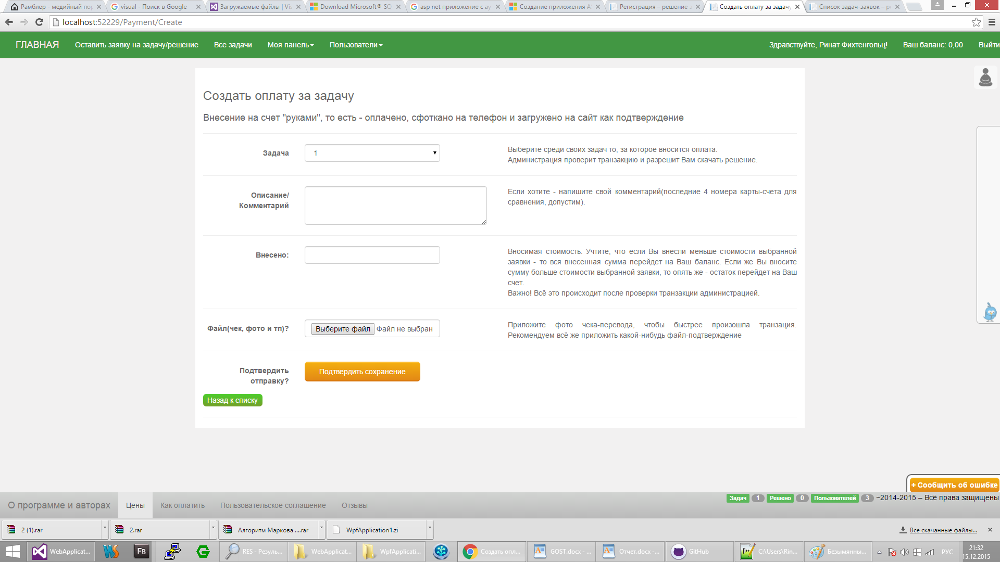 Рамблер - медийный пор
visual - Поиск в Google
Загружаемые файлы | Vis
Download Microsoft® SQ
asp net приложение с ау
Создание приложения A
Регистрация – решение з
Создать оплату за задачу
Список задач-заявок – р
localhost:52229/Payment/Create
ГЛАВНАЯ
Оставить заявку на задачу/решение
Все задачи
Моя панель
Пользователи
Здравствуйте, Ринат Фихтенгольц!
Ваш баланс: 0,00
Выйти
Создать оплату за задачу
Внесение на счет "руками", то есть - оплачено, сфоткано на телефон и загружено на сайт как подтверждение
Задача
1
Выберите среди своих задач то, за которое вносится оплата.
Администрация проверит транзакцию и разрешит Вам скачать решение.
Описание/
Комментарий
Если хотите - напишите свой комментарий(последние 4 номера карты-счета для
сравнения, допустим).
Внесено:
Вносимая стоимость. Учтите, что если Вы внесли меньше стоимости выбранной
заявки - то вся внесенная сумма перейдет на Ваш баланс. Если же Вы вносите
сумму больше стоимости выбранной заявки, то опять же - остаток перейдет на Ваш
счет.
Важно! Всё это происходит после проверки транзакции администрацией.
Файл(чек, фото и тп)?
Выберите файл
Файл не выбран
Приложите фото чека-перевода, чтобы быстрее произошла транзация.
Рекомендуем всё же приложить какой-нибудь файл-подтверждение
Подтвердить
отправку?
Подтвердить сохранение
Назад к списку
+ Сообщить об ошибке
О программе и авторах
Цены
Как оплатить
Пользовательское соглашение
Отзывы
Задач 1 Решено 0 Пользователей 3 ~2014-2015 – Всё права защищены
2 (1).rar
2.rar
Алгоритм Маркова ....rar
WpfApplication1.zi
Все скачанные файлы...
WebApplicat...
FB
RES - Резуль...
WebApplicat...
WpfApplicati...
Создать опл...
GOST.docx - ...
Отчет.docx -...
GitHub
C:\Users\Rin...
Безымянны...
РУС
21:32
15.12.2015